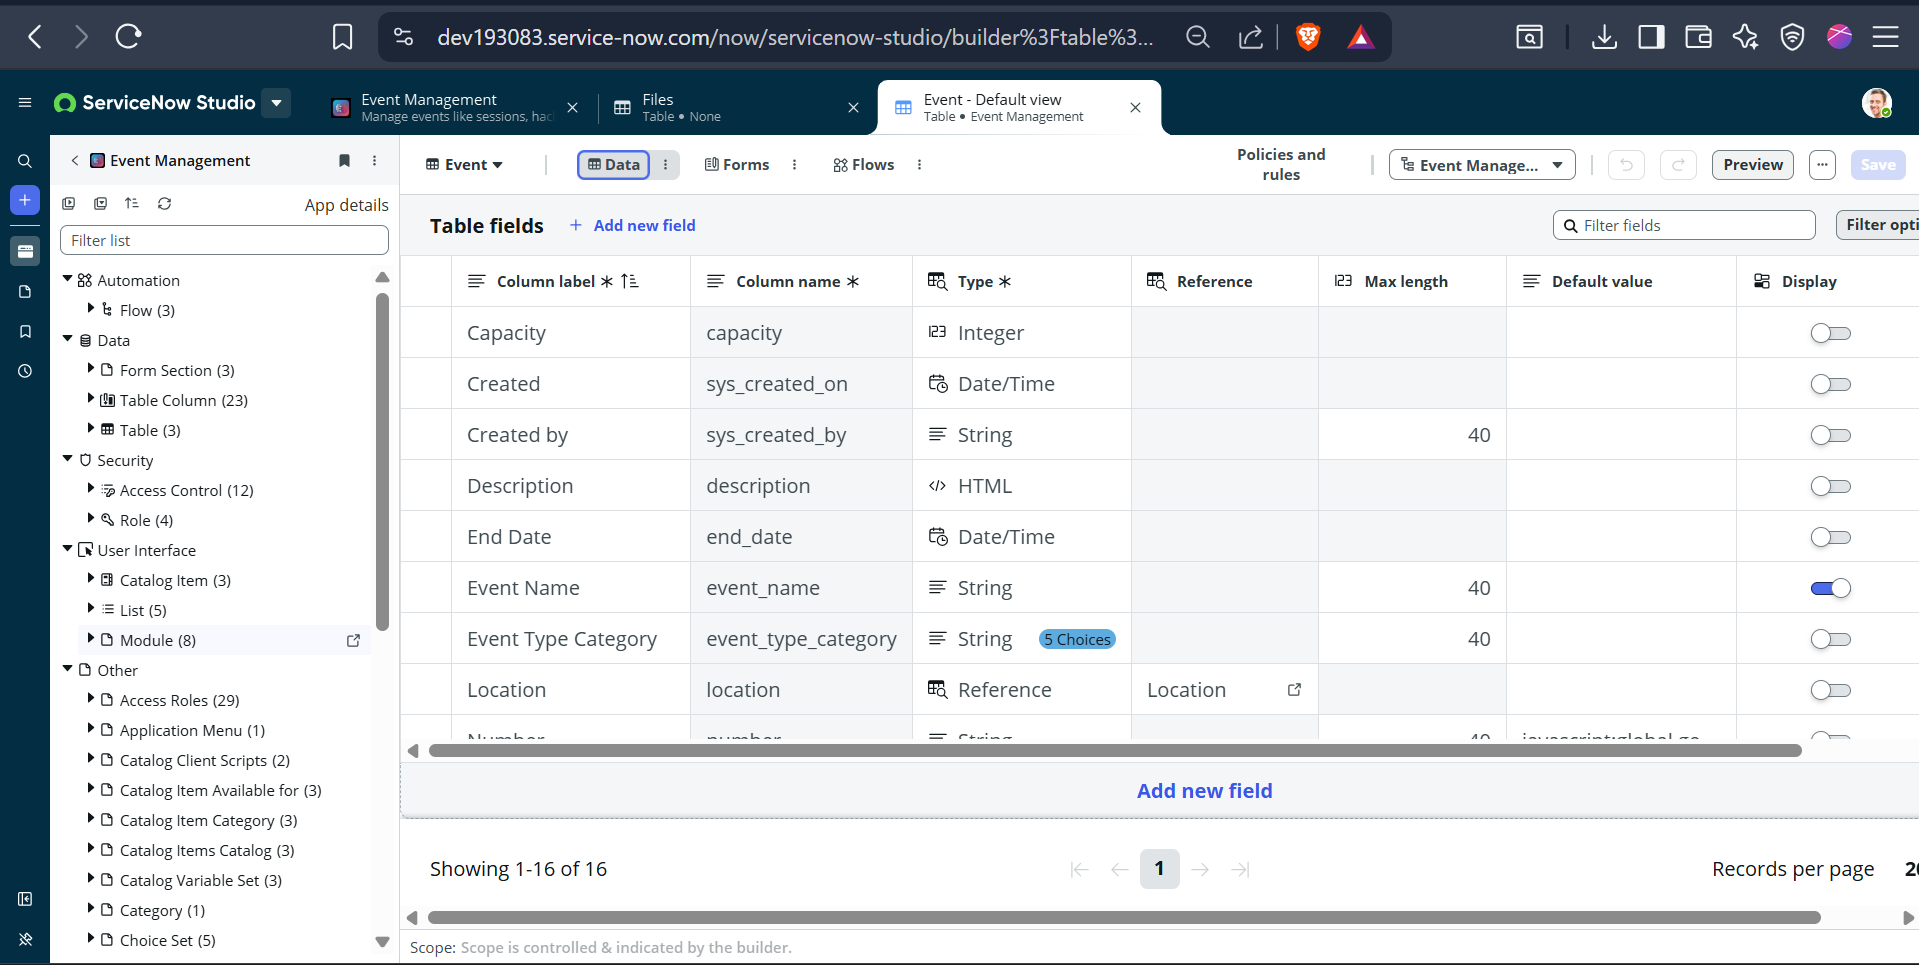 dev193083.service-now.com/now/servicenow-studio/builder%3Ftable%3...
ServiceNow Studio
Event Management
Manage events like sessions, hac
Files
Table • None
Event - Default view
Table • Event Management
Event Management
App details
Filter list
Automation
Flow (3)
Data
Form Section (3)
Table Column (23)
Table (3)
Security
Access Control (12)
Role (4)
User Interface
Catalog Item (3)
List (5)
Module (8)
Other
Access Roles (29)
Application Menu (1)
Catalog Client Scripts (2)
Catalog Item Available for (3)
Catalog Item Category (3)
Catalog Items Catalog (3)
Catalog Variable Set (3)
Category (1)
Choice Set (5)
Event
Data
Forms
Flows
Policies and
rules
Event Manage...
Preview
Save
Table fields
+ Add new field
Filter fields
Filter opti
Column label * Column name * Type * Reference Max length Default value Display
Capacity capacity Integer
Created sys_created_on Date/Time
Created by sys_created_by String 40
Description description HTML
End Date end_date Date/Time
Event Name event_name String 40
Event Type Category event_type_category String 5 Choices 40
Location location Reference Location
Number number String 40 javascript:global.ge
Add new field
Showing 1-16 of 16
1
Records per page 20
Scope: Scope is controlled & indicated by the builder.